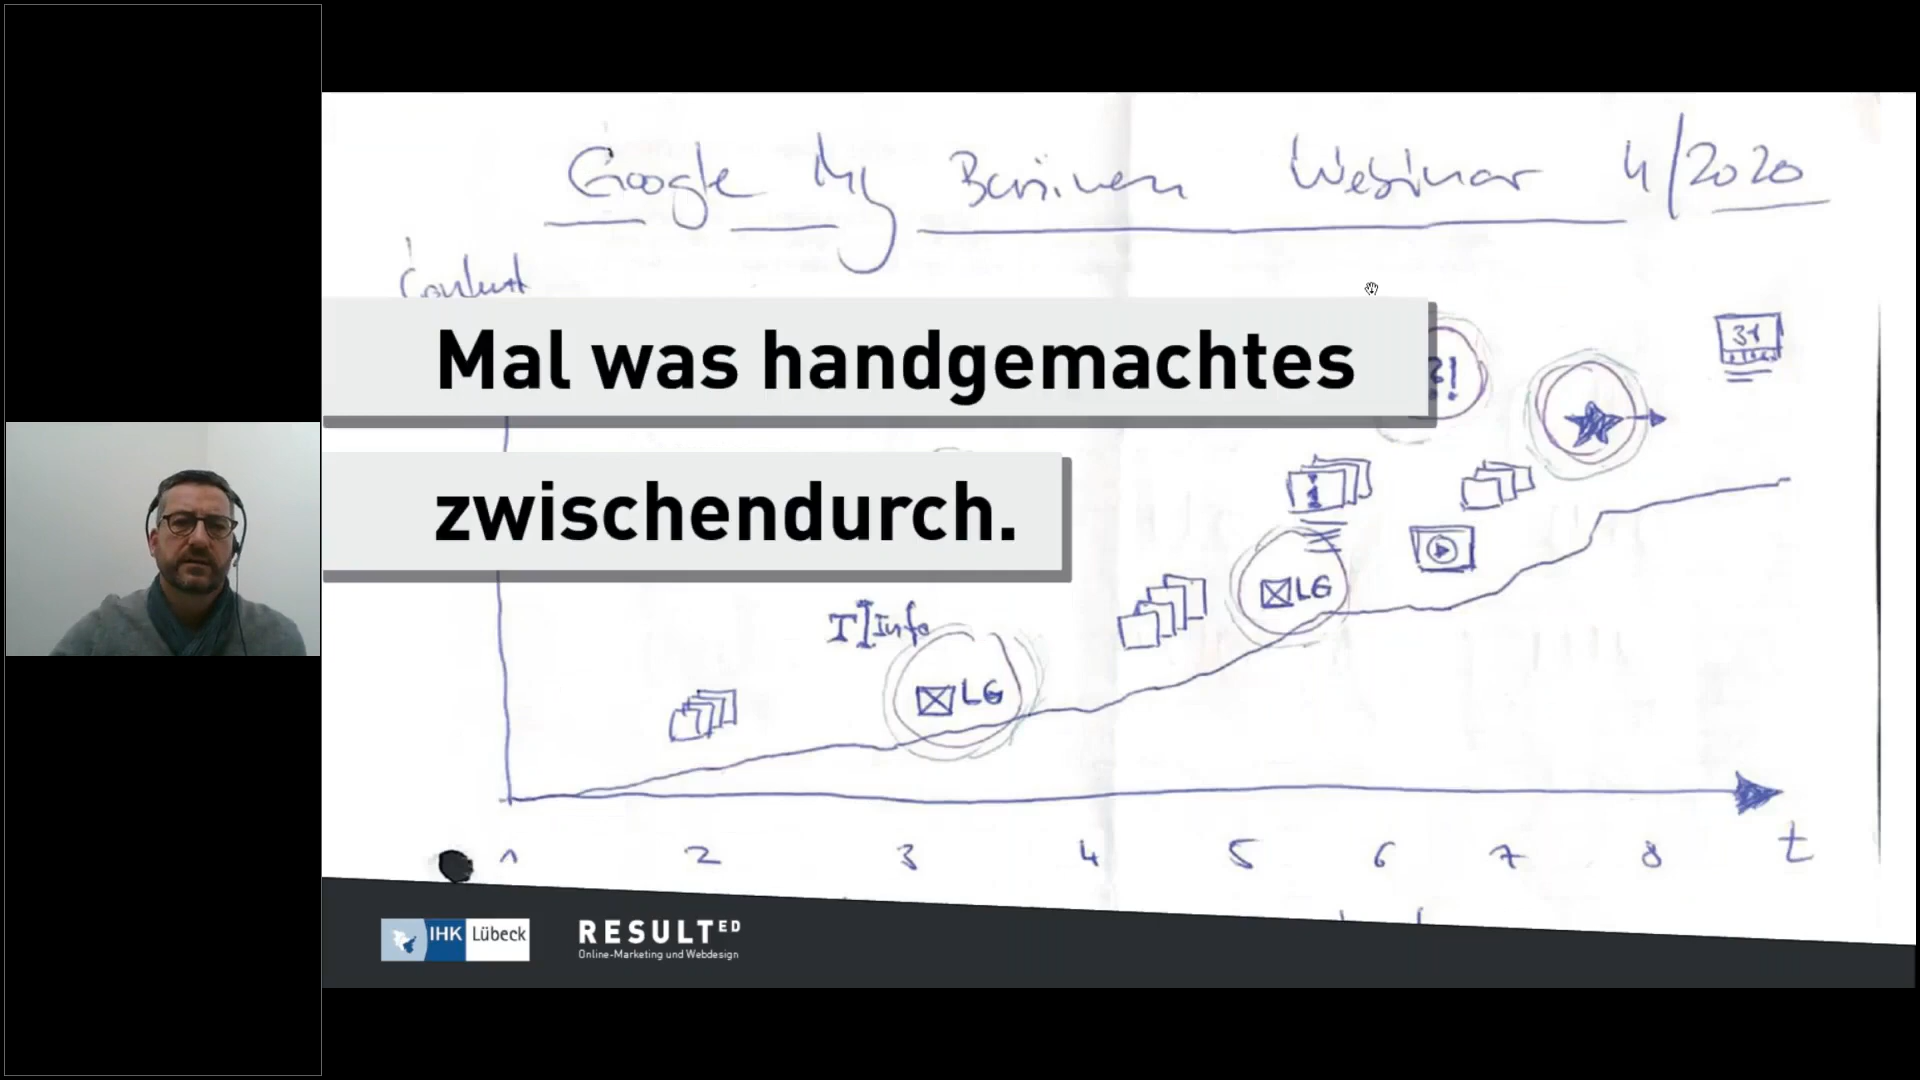 Google My Business Webinar 4/2020
Content
Mal was handgemachtes
?!
31
zwischendurch.
1
LG
T Info
LG
1 2 3 4 5 6 7 8 t
IHK Lübeck
RESULTED
Online-Marketing und Webdesign